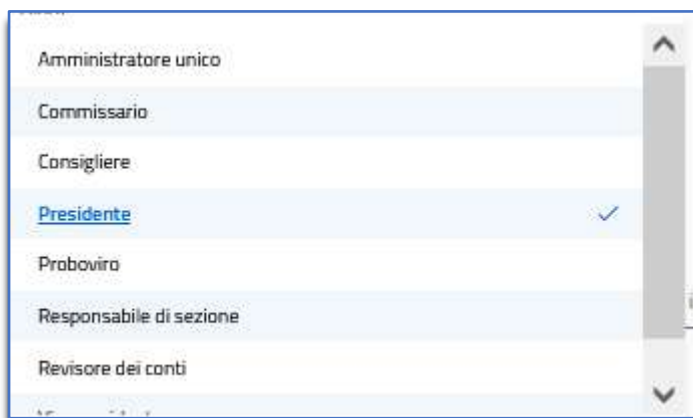 Amministratore unico
Commissario
Consigliere
Presidente
Proboviro
Responsabile di sezione
Revisore dei conti